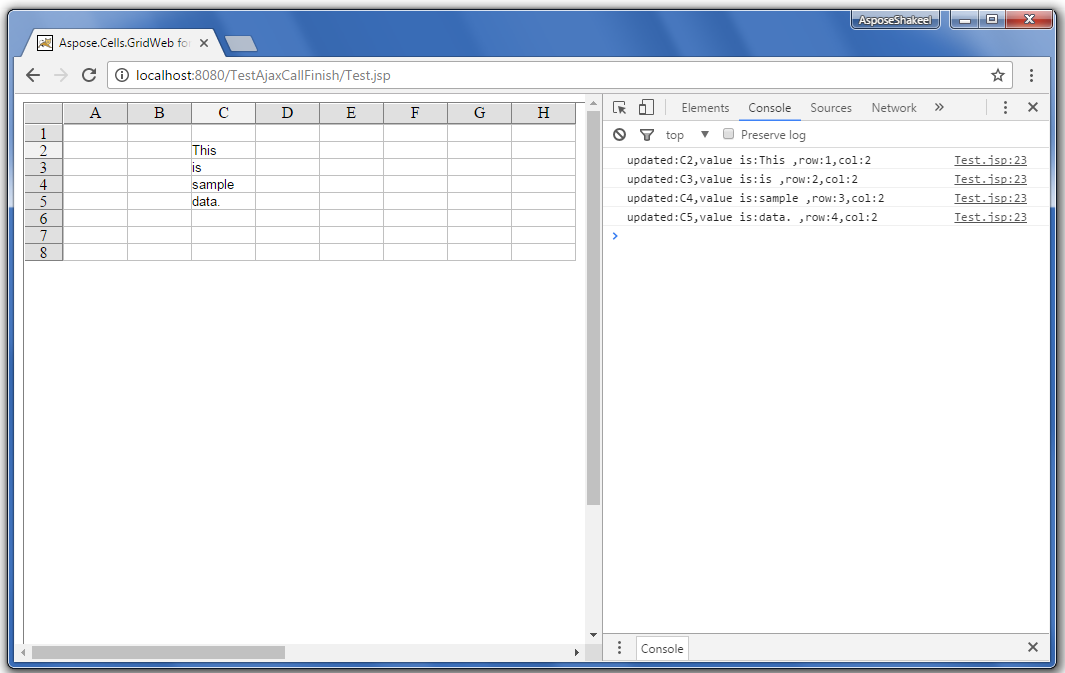 AsposeShakeel
Aspose.Cells.GridWeb for
localhost:8080/TestAjaxCallFinish/Test.jsp
A B C D E F G H
1
2 This
3 is
4 sample
5 data.
6
7
8
Elements Console Sources Network »
top Preserve log
updated:C2,value is:This ,row:1,col:2 Test.jsp:23
updated:C3,value is:is ,row:2,col:2 Test.jsp:23
updated:C4,value is:sample ,row:3,col:2 Test.jsp:23
updated:C5,value is:data. ,row:4,col:2 Test.jsp:23
Console